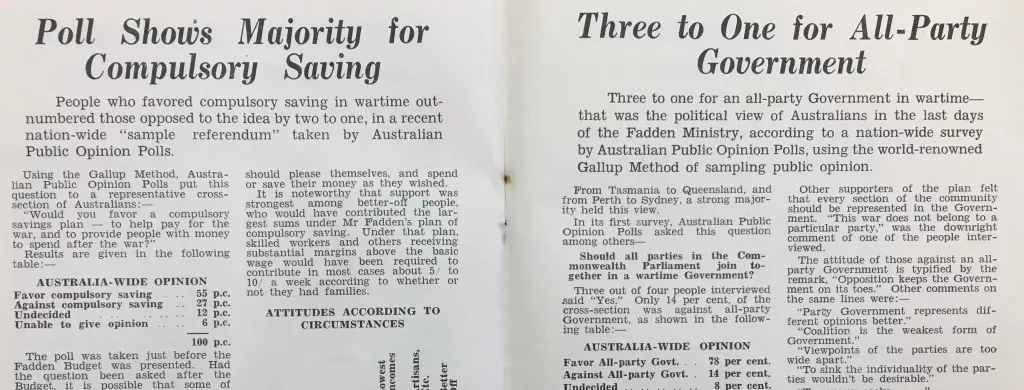 Poll Shows Majority for
Compulsory Saving
People who favored compulsory saving in wartime out-
numbered those opposed to the idea by two to one, in a recent
nation-wide "sample referendum" taken by Australian
Public Opinion Polls.
Using the Gallup Method, Austra-
lian Public Opinion Polls put this
question to a representative cross-
section of Australians:—
"Would you favor a compulsory
savings plan — to help pay for the
war, and to provide people with money
to spend after the war?"
Results are given in the following
table:—
AUSTRALIA-WIDE OPINION
Favor compulsory saving . . . 55 p.c.
Against compulsory saving . . 27 p.c.
Undecided . . . . . . . . 12 p.c.
Unable to give opinion . . . . 6 p.c.
100 p.c.
The poll was taken just before the
Fadden Budget was presented. Had
the question been asked after the
Budget, it is possible that some of
should please themselves, and spend
or save their money as they wished.
It is noteworthy that support was
strongest among better-off people,
who would have contributed the lar-
gest sums under Mr Fadden's plan of
compulsory saving. Under that plan,
skilled workers and others receiving
substantial margins above the basic
wage would have been required to
contribute in most cases about 5/ to
10/ a week according to whether or
not they had families.
ATTITUDES ACCORDING TO
CIRCUMSTANCES
Three to One for All-Party
Government
Three to one for an all-party Government in wartime—
that was the political view of Australians in the last days
of the Fadden Ministry, according to a nation-wide survey
by Australian Public Opinion Polls, using the world-renowned
Gallup Method of sampling public opinion.
From Tasmania to Queensland, and
from Perth to Sydney, a strong major-
ity held this view.
In its first survey, Australian Public
Opinion Polls asked this question
among others—
Should all parties in the Com-
monwealth Parliament join to-
gether in a wartime Government?
Three out of four people interviewed
said "Yes." Only 14 per cent. of the
cross-section was against all-party
Government, as shown in the follow-
ing table:—
AUSTRALIA-WIDE OPINION
Favor All-party Govt. . . 78 per cent.
Against All-party Govt. . 14 per cent.
Undecided . . . . . 8 per cent.
Other supporters of the plan felt
that every section of the community
should be represented in the Govern-
ment. "This war does not belong to a
particular party," was the downright
comment of one of the people inter-
viewed.
The attitude of those against an all-
party Government is typified by the
remark, "Opposition keeps the Govern-
ment on its toes." Other comments on
the same lines were:—
"Party Government represents dif-
ferent opinions better."
"Coalition is the weakest form of
Government."
"Viewpoints of the parties are too
wide apart."
"To sink the individuality of the par-
ties wouldn't be desirable."